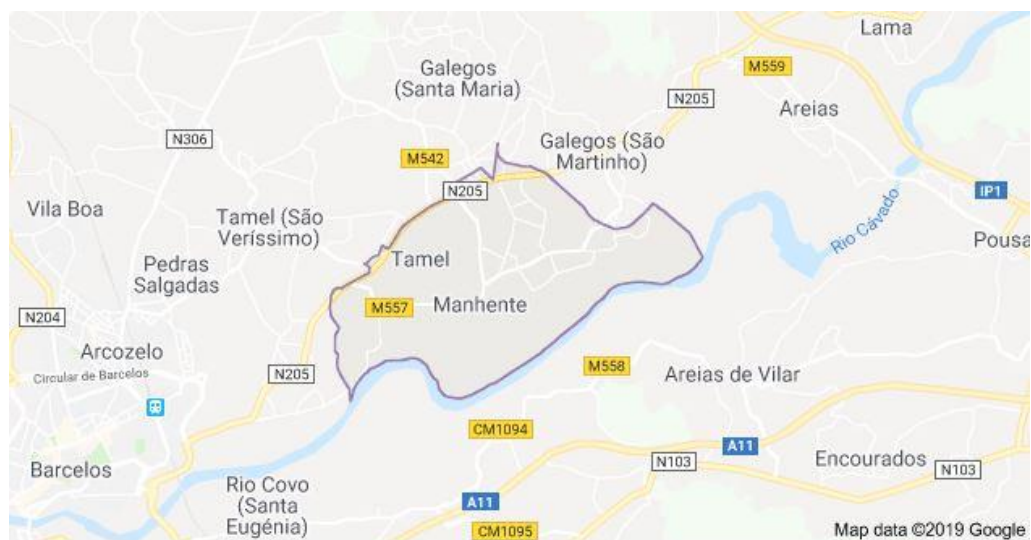 Lama
Galegos
(Santa Maria)
M559
N205
Areias
N306
Galegos (São
Martinho)
M542
N205
IP1
Vila Boa
Tamel (São
Veríssimo)
Rio Cávado
Pousa
Pedras
Salgadas
Tamel
M557
Manhente
N204
Arcozelo
Circular de Barcelos
N205
M558
Areias de Vilar
CM1094
A11
Barcelos
N103
Encourados
N103
Rio Covo
(Santa
Eugénia)
A11
CM1095
Map data ©2019 Google